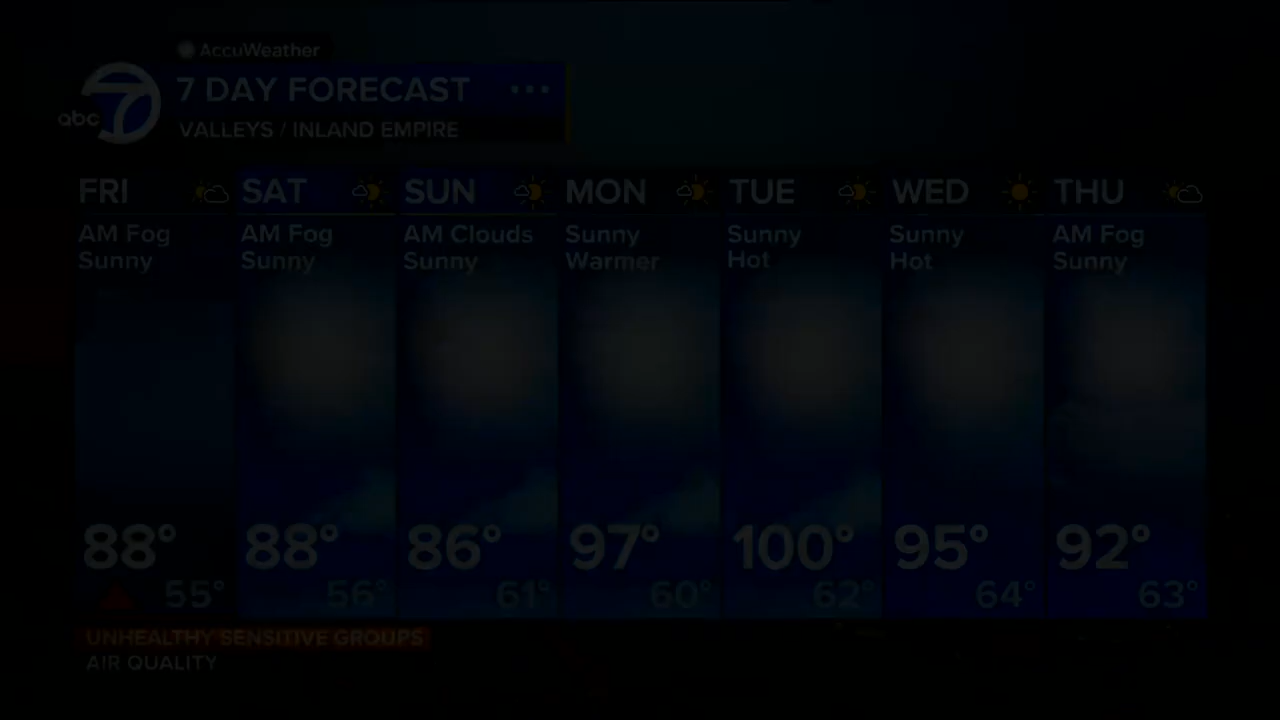 AccuWeather
abc 7
7 DAY FORECAST
VALLEYS / INLAND EMPIRE
FRI SAT SUN MON TUE WED THU
AM Fog AM Fog AM Clouds Sunny Sunny Sunny AM Fog
Sunny Sunny Sunny Warmer Hot Hot Sunny
88° 88° 86° 97° 100° 95° 92°
55° 56° 61° 60° 62° 64° 63°
UNHEALTHY SENSITIVE GROUPS
AIR QUALITY